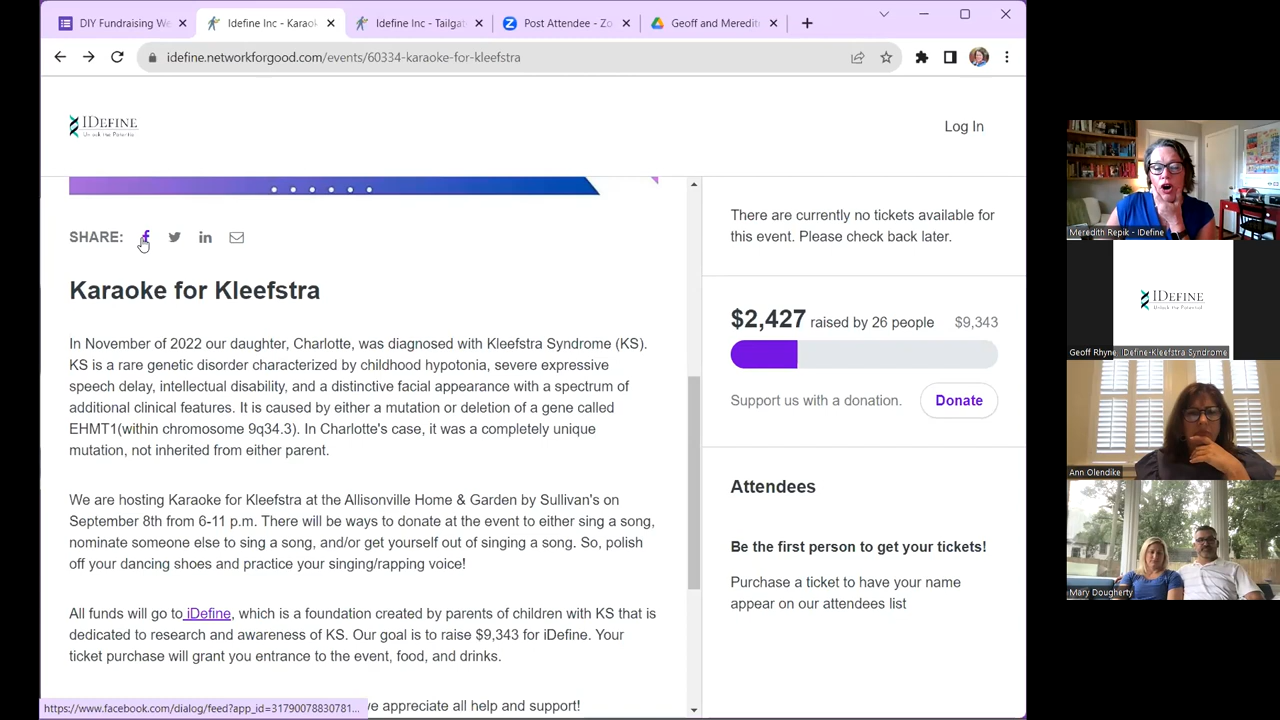 DIY Fundraising We
Idefine Inc - Karaok
Idefine Inc - Tailgat
Post Attendee - Zo
Geoff and Meredit
idefine.networkforgood.com/events/60334-karaoke-for-kleefstra
IDEFINE
Unlock the Potential
Log In
SHARE:
Karaoke for Kleefstra
In November of 2022 our daughter, Charlotte, was diagnosed with Kleefstra Syndrome (KS).
KS is a rare genetic disorder characterized by childhood hypotonia, severe expressive
speech delay, intellectual disability, and a distinctive facial appearance with a spectrum of
additional clinical features. It is caused by either a mutation or deletion of a gene called
EHMT1(within chromosome 9q34.3). In Charlotte's case, it was a completely unique
mutation, not inherited from either parent.
We are hosting Karaoke for Kleefstra at the Allisonville Home & Garden by Sullivan's on
September 8th from 6-11 p.m. There will be ways to donate at the event to either sing a song,
nominate someone else to sing a song, and/or get yourself out of singing a song. So, polish
off your dancing shoes and practice your singing/rapping voice!
All funds will go to iDefine, which is a foundation created by parents of children with KS that is
dedicated to research and awareness of KS. Our goal is to raise $9,343 for iDefine. Your
ticket purchase will grant you entrance to the event, food, and drinks.
ve appreciate all help and support!
https://www.facebook.com/dialog/feed?app_id=31790078830781...
There are currently no tickets available for
this event. Please check back later.
$2,427 raised by 26 people $9,343
Support us with a donation. Donate
Attendees
Be the first person to get your tickets!
Purchase a ticket to have your name
appear on our attendees list
Meredith Repik - IDefine
IDEFINE
Unlock the Potential
Geoff Rhyne, IDefine-Kleefstra Syndrome
Ann Olendike
Mary Dougherty